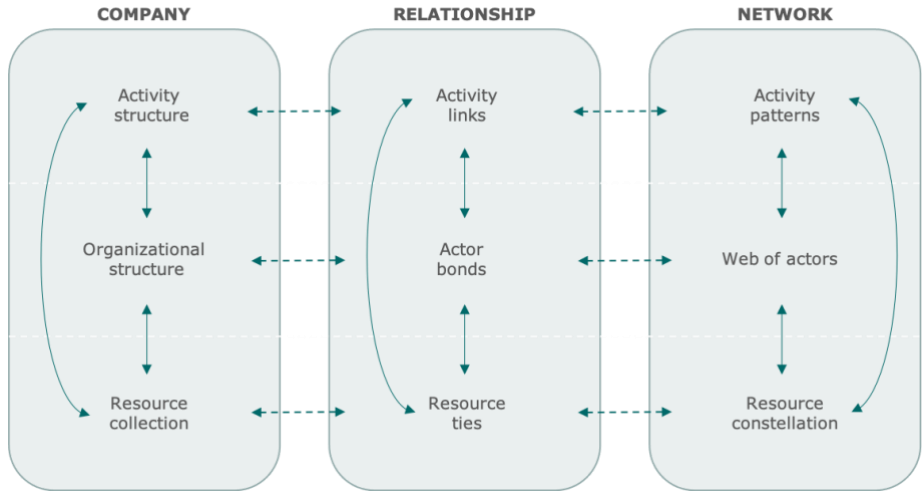 COMPANY
RELATIONSHIP
NETWORK
Activity
structure
Activity
links
Activity
patterns
Organizational
structure
Actor
bonds
Web of actors
Resource
collection
Resource
ties
Resource
constellation